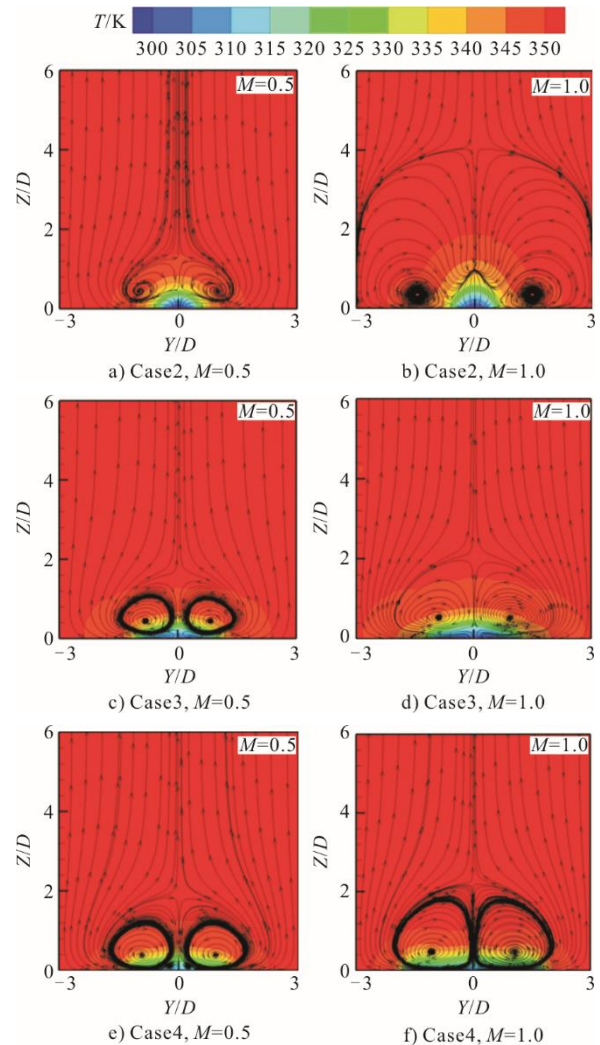 T/K
300 305 310 315 320 325 330 335 340 345 350
6 M=0.5 6 M=1.0
Z/D Z/D
4 4
2 2
0 0
−3 0 3 −3 0 3
Y/D Y/D
a) Case2, M=0.5 b) Case2, M=1.0
6 M=0.5 6 M=1.0
Z/D Z/D
4 4
2 2
0 0
−3 0 3 −3 0 3
Y/D Y/D
c) Case3, M=0.5 d) Case3, M=1.0
6 M=0.5 6 M=1.0
Z/D Z/D
4 4
2 2
0 0
−3 0 3 −3 0 3
Y/D Y/D
e) Case4, M=0.5 f) Case4, M=1.0